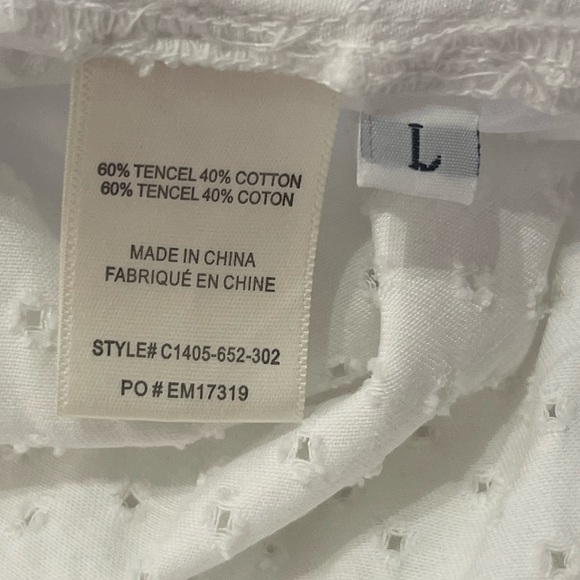 60% TENCEL 40% COTTON
60% TENCEL 40% COTON
MADE IN CHINA
FABRIQUÉ EN CHINE
STYLE# C1405-652-302
PO # EM17319
L